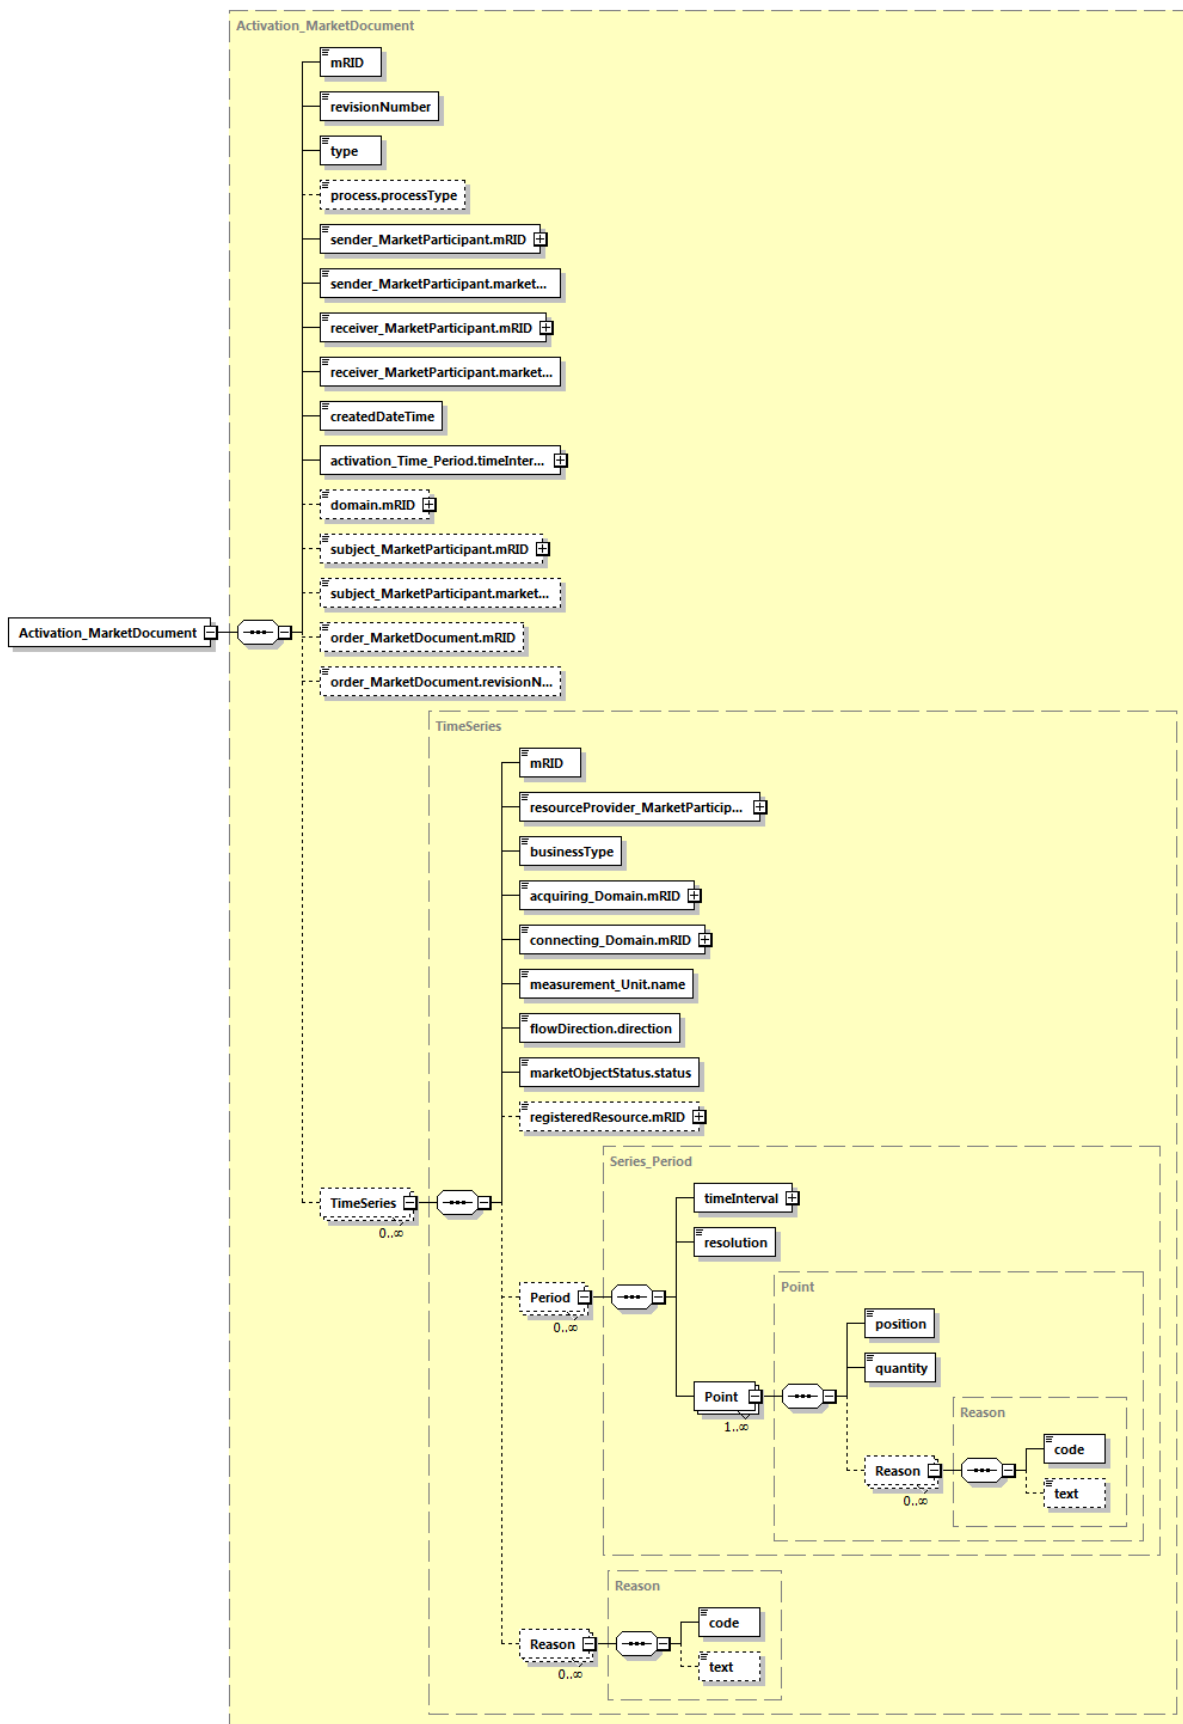 Activation_MarketDocument
mRID
revisionNumber
type
process.processType
sender_MarketParticipant.mRID
sender_MarketParticipant.market...
receiver_MarketParticipant.mRID
receiver_MarketParticipant.market...
createdDateTime
activation_Time_Period.timeInter...
domain.mRID
subject_MarketParticipant.mRID
subject_MarketParticipant.market...
Activation_MarketDocument
order_MarketDocument.mRID
order_MarketDocument.revisionN...
TimeSeries
mRID
resourceProvider_MarketParticip...
businessType
acquiring_Domain.mRID
connecting_Domain.mRID
measurement_Unit.name
flowDirection.direction
marketObjectStatus.status
registeredResource.mRID
Series_Period
TimeSeries
0..∞
timeInterval
resolution
Point
Period
0..∞
position
quantity
Point
1..∞
Reason
code
Reason
0..∞
text
Reason
code
Reason
0..∞
text